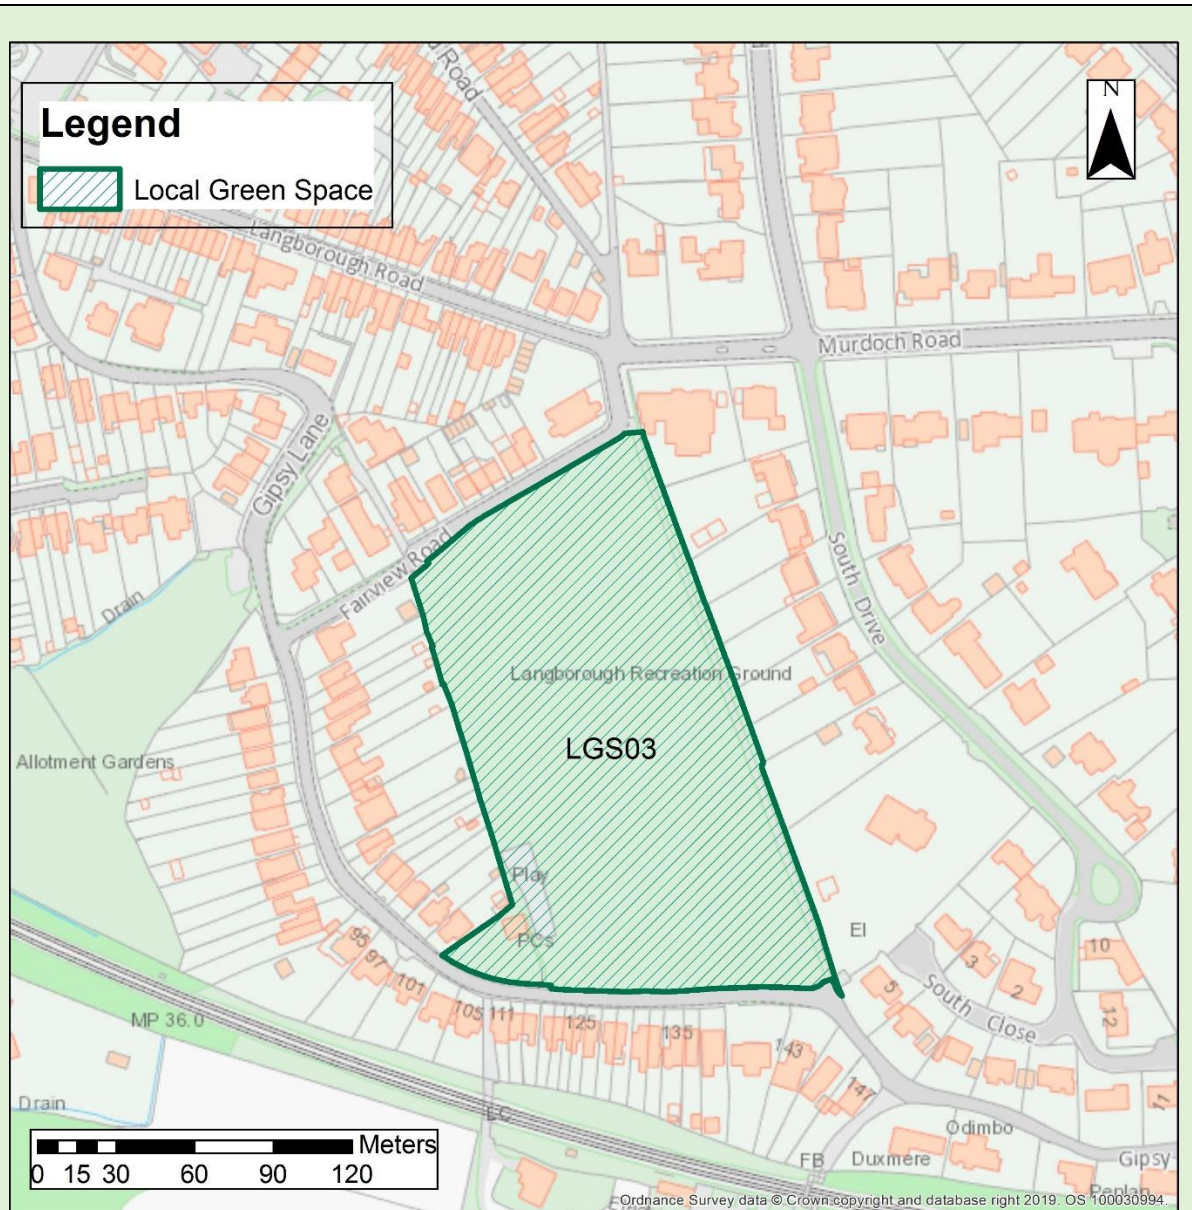 Road
N
Legend
Local Green Space
Langborough Road
Murdoch Road
Gipsy Lane
Fairview Road
South Drive
Drain
Langborough Recreation Ground
LGS03
Allotment Gardens
Play
PCs
El
95
97
101
105
111
125
135
143
147
3
2
5
10
12
11
South Close
MP 36.0
Drain
LC
Odimbo
FB
Duxmere
Gipsy
Penlan
Meters
0 15 30 60 90 120
Ordnance Survey data © Crown copyright and database right 2019. OS 100030994.